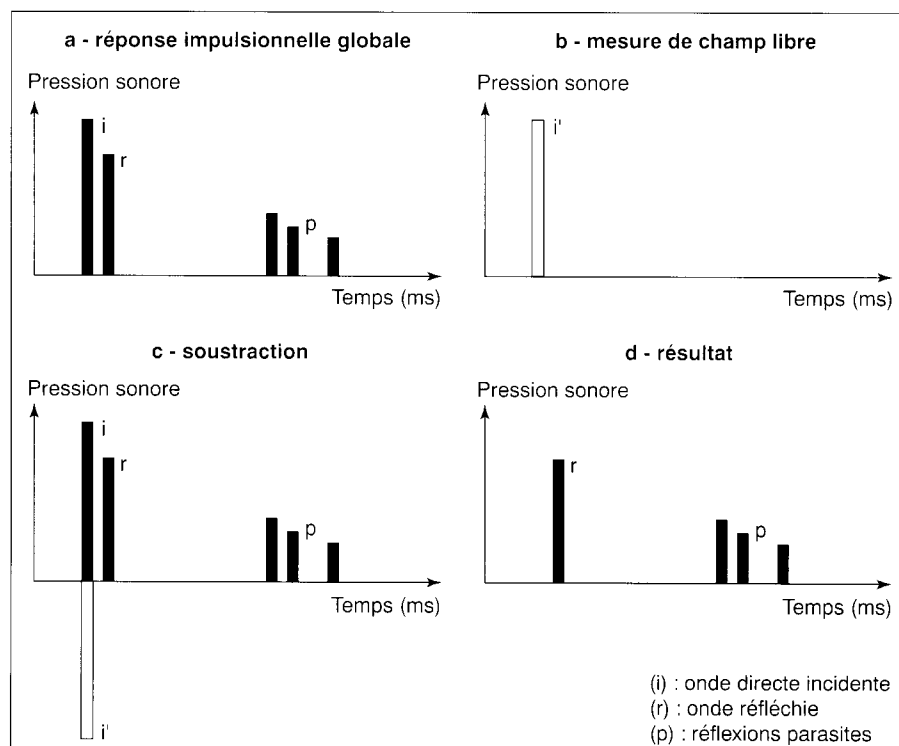 a - réponse impulsionnelle globale
Pression sonore
i
r
p
Temps (ms)
b - mesure de champ libre
Pression sonore
i'
Temps (ms)
c - soustraction
Pression sonore
i
r
p
Temps (ms)
i'
d - résultat
Pression sonore
r
p
Temps (ms)
(i) : onde directe incidente
(r) : onde réfléchie
(p) : réflexions parasites